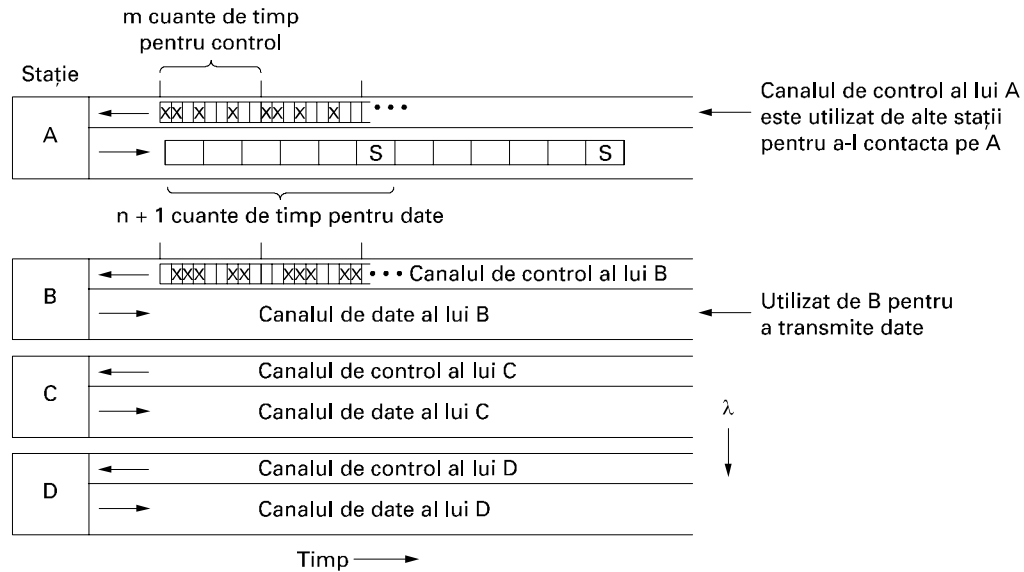 m cuante de timp
pentru control
Stație
A
X X X X X X X X
• • •
Canalul de control al lui A
este utilizat de alte stații
pentru a-l contacta pe A
S S
n + 1 cuante de timp pentru date
B
X X X X X X X X X X
• • • Canalul de control al lui B
Canalul de date al lui B
Utilizat de B pentru
a transmite date
C
Canalul de control al lui C
Canalul de date al lui C
λ
D
Canalul de control al lui D
Canalul de date al lui D
Timp